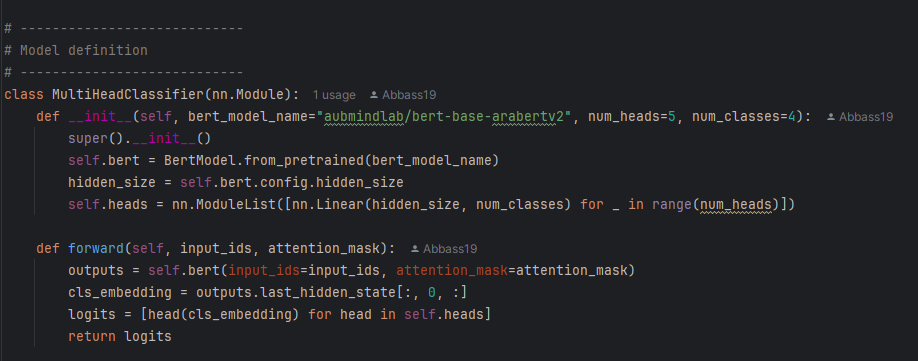 # ----------------------------
# Model definition
# ----------------------------
class MultiHeadClassifier(nn.Module): 1 usage Abbass19
    def __init__(self, bert_model_name="aubmindlab/bert-base-arabertv2", num_heads=5, num_classes=4): Abbass19
        super().__init__()
        self.bert = BertModel.from_pretrained(bert_model_name)
        hidden_size = self.bert.config.hidden_size
        self.heads = nn.ModuleList([nn.Linear(hidden_size, num_classes) for _ in range(num_heads)])
    def forward(self, input_ids, attention_mask): Abbass19
        outputs = self.bert(input_ids=input_ids, attention_mask=attention_mask)
        cls_embedding = outputs.last_hidden_state[:, 0, :]
        logits = [head(cls_embedding) for head in self.heads]
        return logits